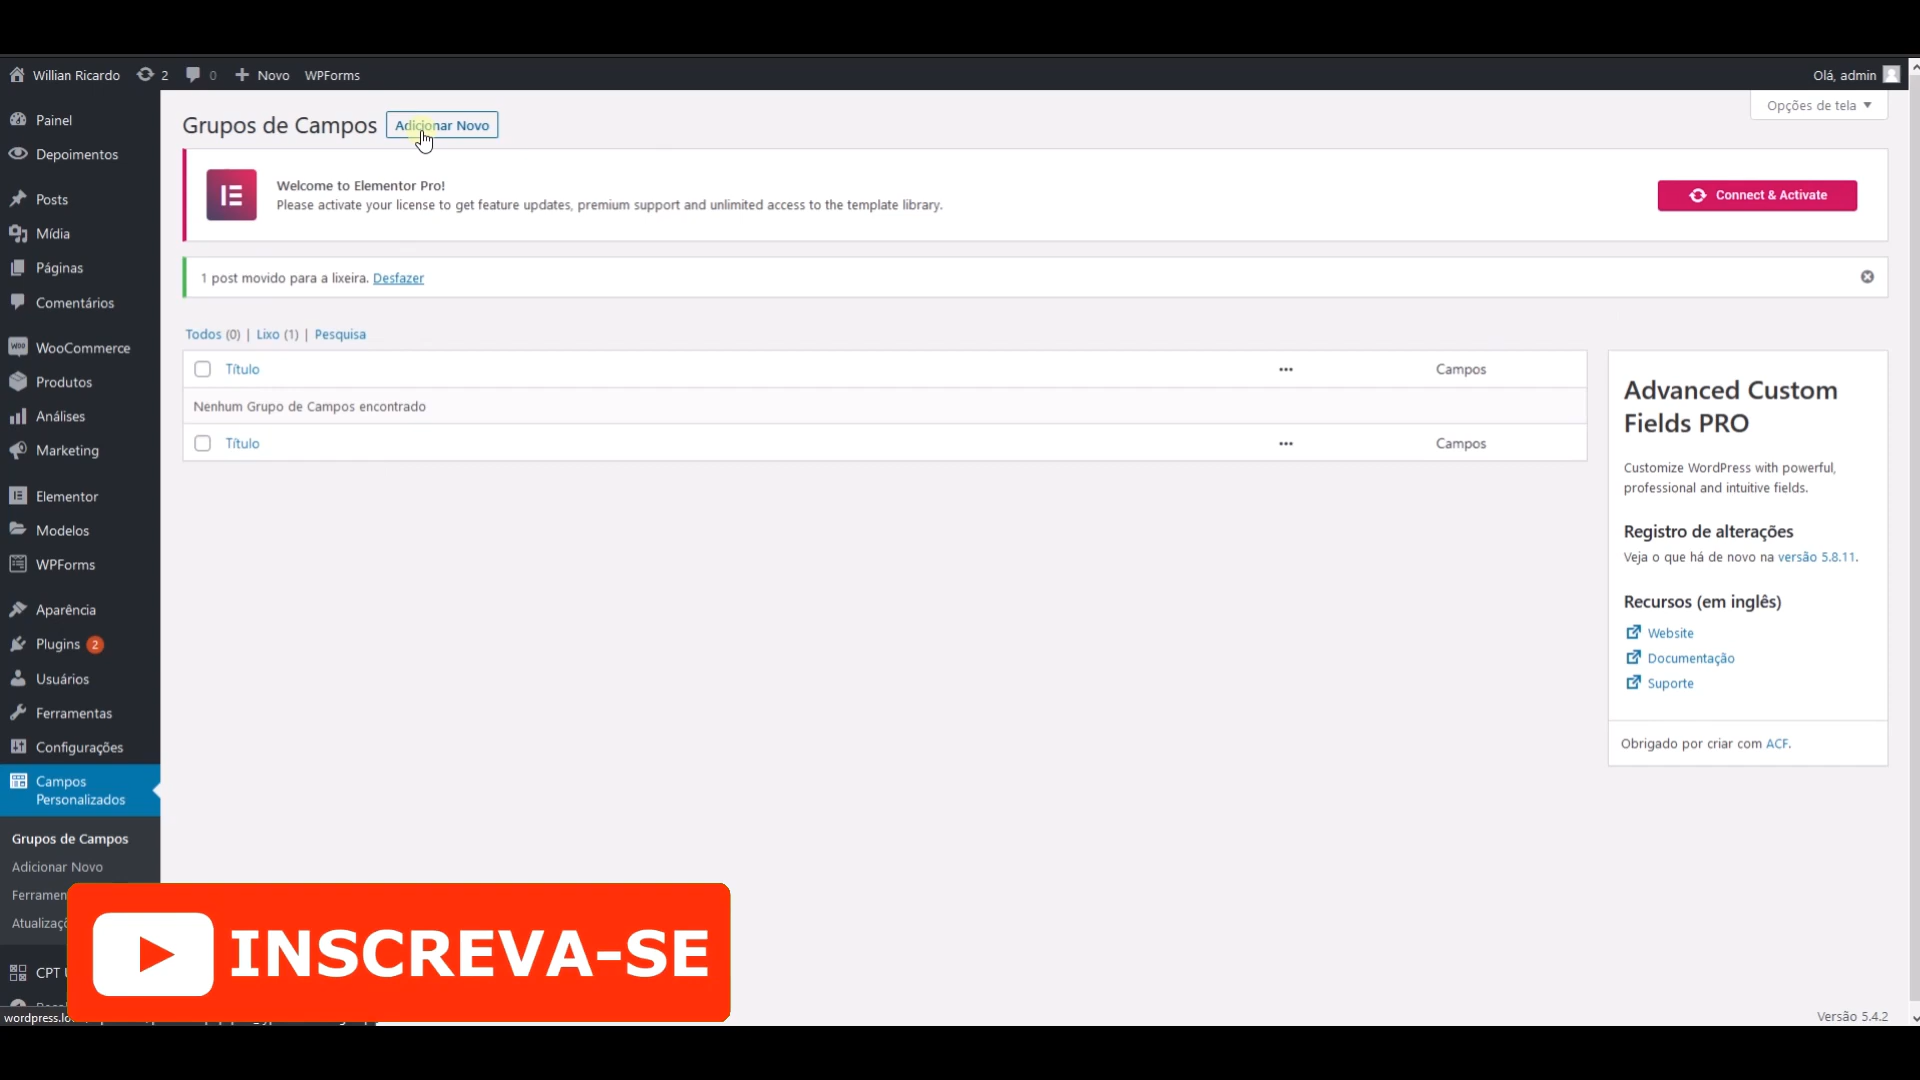 Willian Ricardo 2 0 Novo WPForms
Olá, admin
Painel
Depoimentos
Posts
Mídia
Páginas
Comentários
WooCommerce
Produtos
Análises
Marketing
Elementor
Modelos
WPForms
Aparência
Plugins 2
Usuários
Ferramentas
Configurações
Campos
Personalizados
Grupos de Campos
Adicionar Novo
CPT
Grupos de Campos Adicionar Novo
Opções de tela
Welcome to Elementor Pro!
Please activate your license to get feature updates, premium support and unlimited access to the template library.
Connect & Activate
1 post movido para a lixeira. Desfazer
Todos (0) | Lixo (1) | Pesquisa
Título ••• Campos
Nenhum Grupo de Campos encontrado
Título ••• Campos
Advanced Custom
Fields PRO
Customize WordPress with powerful,
professional and intuitive fields.
Registro de alterações
Veja o que há de novo na versão 5.8.11.
Recursos (em inglês)
Website
Documentação
Suporte
Obrigado por criar com ACF.
INSCREVA-SE
Versão 5.4.2